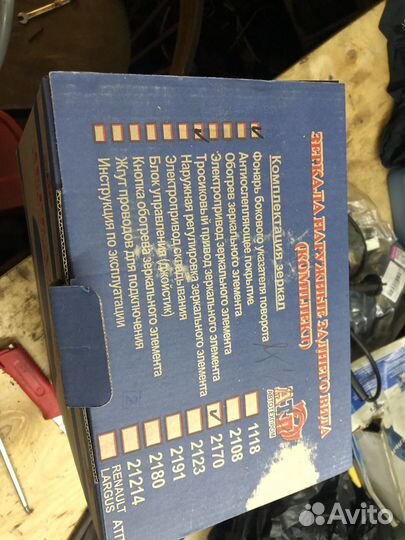 ЗЕРКАЛА НАРУЖНЫЕ ЗАДНЕГО ВИДА
(КОМПЛЕКТ)
Комплектация зеркал
Фонарь бокового указателя поворота
Антиослепляющее покрытие
Обогрев зеркального элемента
Электропривод зеркального элемента
Тросиковый привод зеркального элемента
Наружная регулировка зеркального элемента
Электропривод складывания
Блок управления (джойстик)
Кнопка обогрева зеркального элемента
Жгут проводов для подключения
Инструкция по эксплуатации
1118
2108
2170
2123
2191
2180
21214
RENAULT
LARGUS
Avito